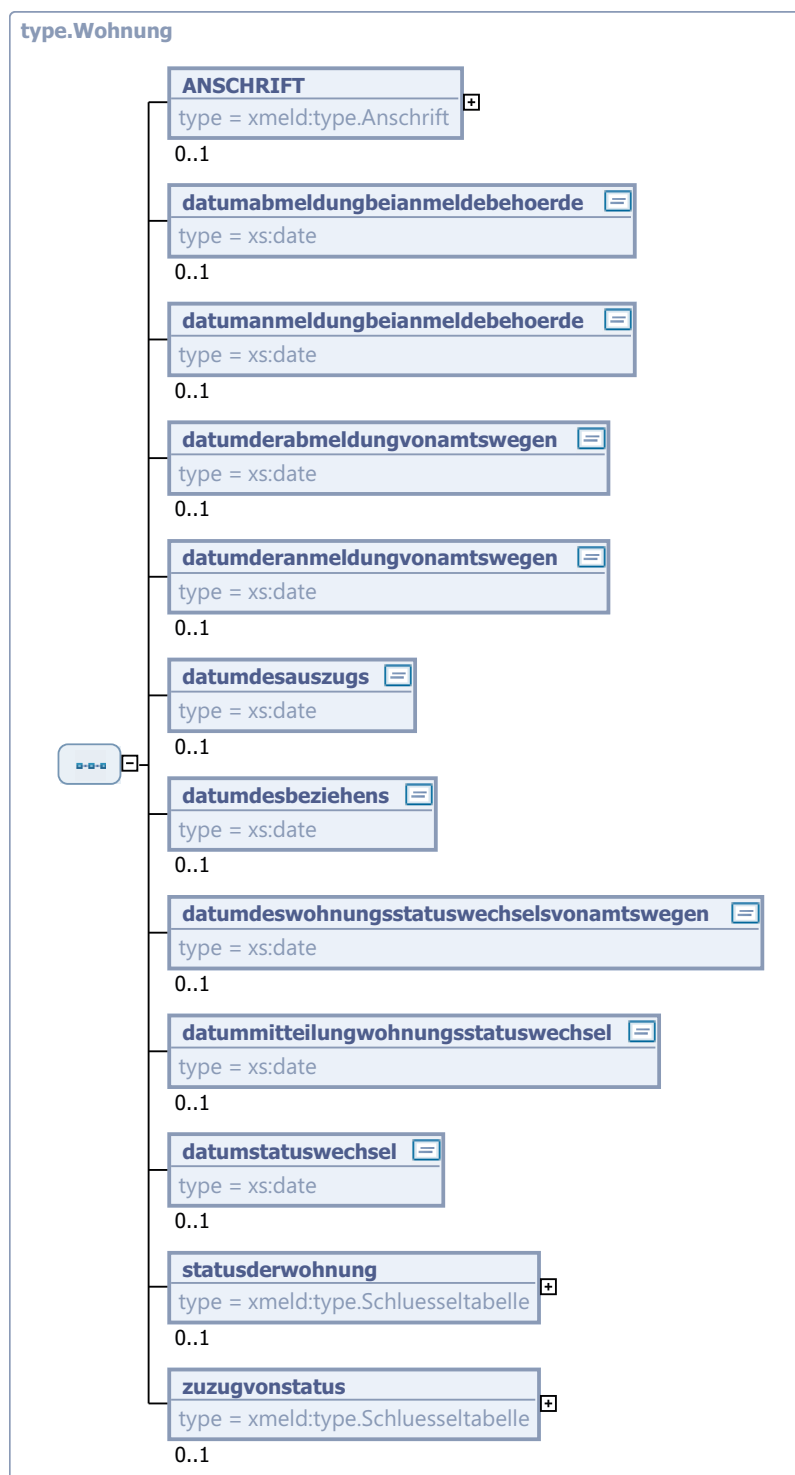 type.Wohnung
ANSCHRIFT
type = xmeld:type.Anschrift
0..1
datumabmeldungbeianmeldebehoerde
type = xs:date
0..1
datumanmeldungbeianmeldebehoerde
type = xs:date
0..1
datumderabmeldungvonamtswegen
type = xs:date
0..1
datumderanmeldungvonamtswegen
type = xs:date
0..1
datumdesauszugs
type = xs:date
0..1
datumdesbeziehens
type = xs:date
0..1
datumdeswohnungsstatuswechselsvonamtswegen
type = xs:date
0..1
datummitteilungwohnungsstatuswechsel
type = xs:date
0..1
datumstatuswechsel
type = xs:date
0..1
statusderwohnung
type = xmeld:type.Schluesseltabelle
0..1
zuzugvonstatus
type = xmeld:type.Schluesseltabelle
0..1